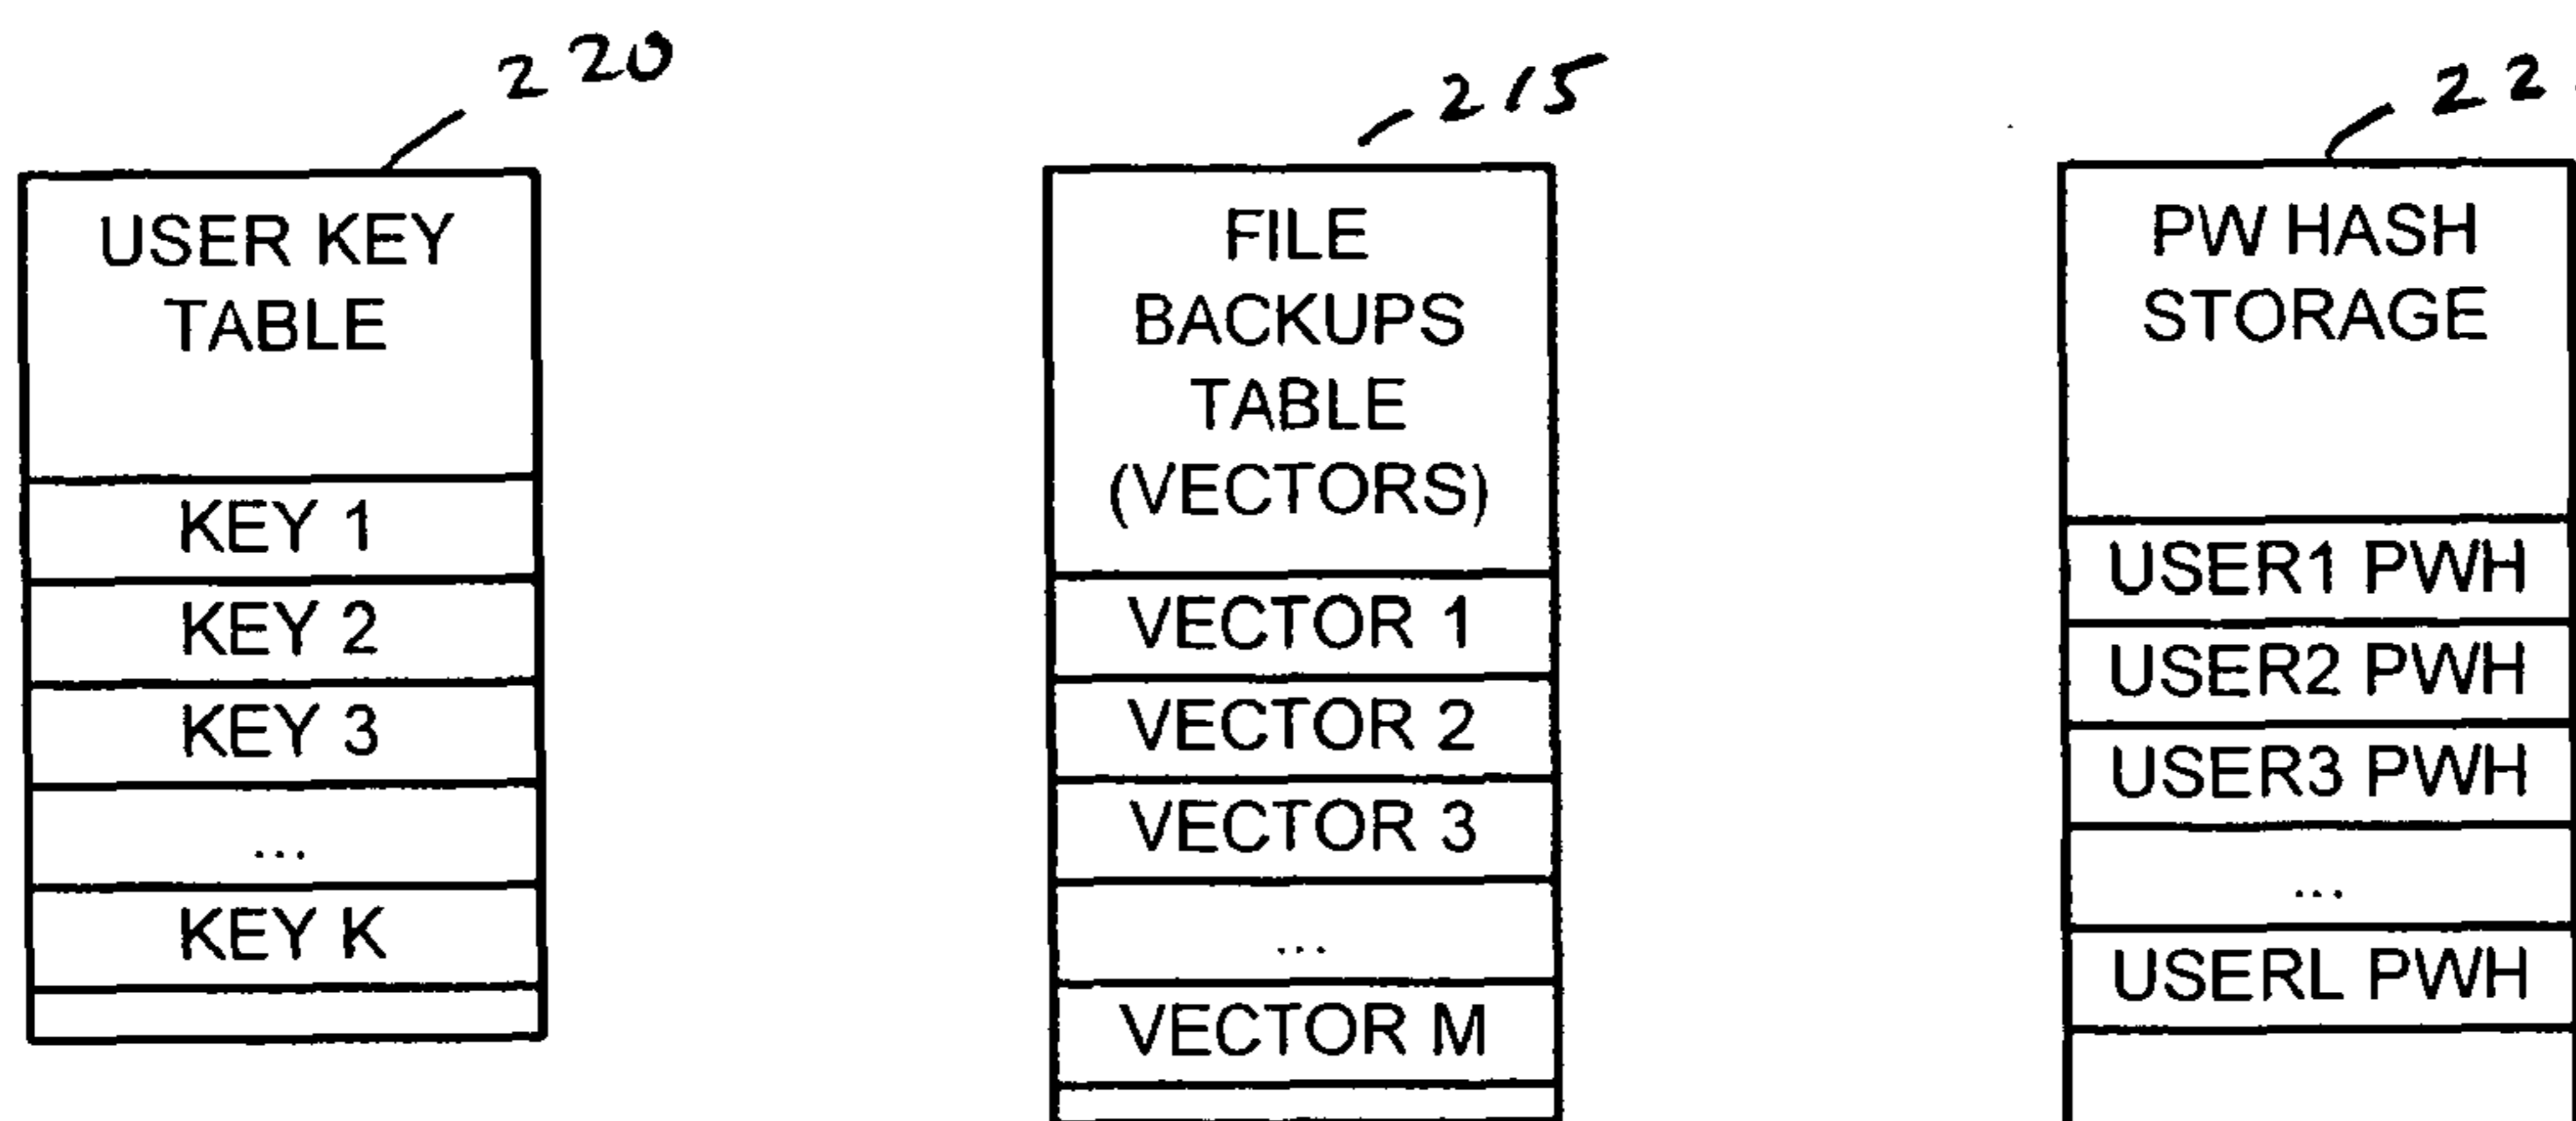 220
USER KEY
TABLE
KEY 1
KEY 2
KEY 3
...
KEY K
215
FILE
BACKUPS
TABLE
(VECTORS)
VECTOR 1
VECTOR 2
VECTOR 3
...
VECTOR M
PW HASH
STORAGE
USER1 PWH
USER2 PWH
USER3 PWH
...
USERL PWH